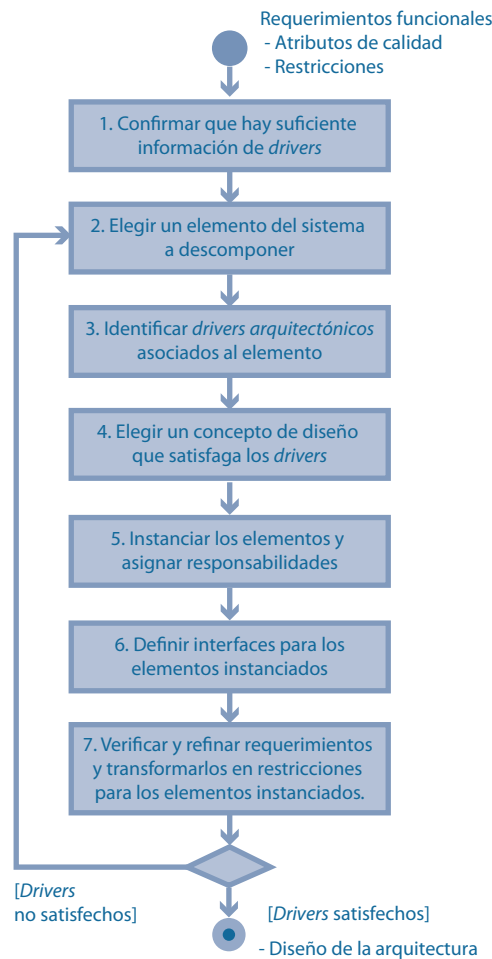 Requerimientos funcionales
- Atributos de calidad
- Restricciones
1. Confirmar que hay suficiente
información de drivers
2. Elegir un elemento del sistema
a descomponer
3. Identificar drivers arquitectónicos
asociados al elemento
4. Elegir un concepto de diseño
que satisfaga los drivers
5. Instanciar los elementos y
asignar responsabilidades
6. Definir interfaces para los
elementos instanciados
7. Verificar y refinar requerimientos
y transformarlos en restricciones
para los elementos instanciados.
[Drivers
no satisfechos]
[Drivers satisfechos]
- Diseño de la arquitectura